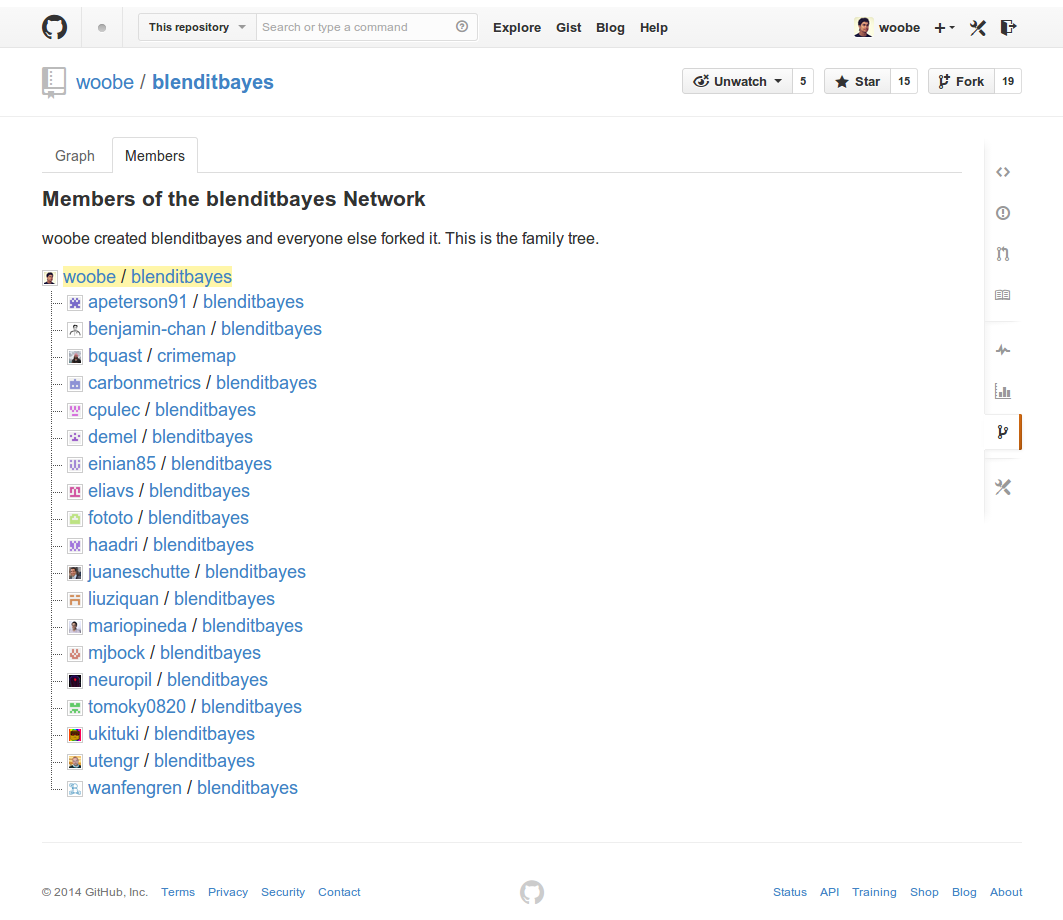 This repository Search or type a command Explore Gist Blog Help woobe
woobe / blenditbayes Unwatch 5 Star 15 Fork 19
Graph Members
Members of the blenditbayes Network
woobe created blenditbayes and everyone else forked it. This is the family tree.
woobe / blenditbayes
apeterson91 / blenditbayes
benjamin-chan / blenditbayes
bquast / crimemap
carbonmetrics / blenditbayes
cpulec / blenditbayes
demel / blenditbayes
einian85 / blenditbayes
eliavs / blenditbayes
fototo / blenditbayes
haadri / blenditbayes
juaneschutte / blenditbayes
liuziquan / blenditbayes
mariopineda / blenditbayes
mjbock / blenditbayes
neuropil / blenditbayes
tomoky0820 / blenditbayes
ukituki / blenditbayes
utengr / blenditbayes
wanfengren / blenditbayes
© 2014 GitHub, Inc. Terms Privacy Security Contact Status API Training Shop Blog About